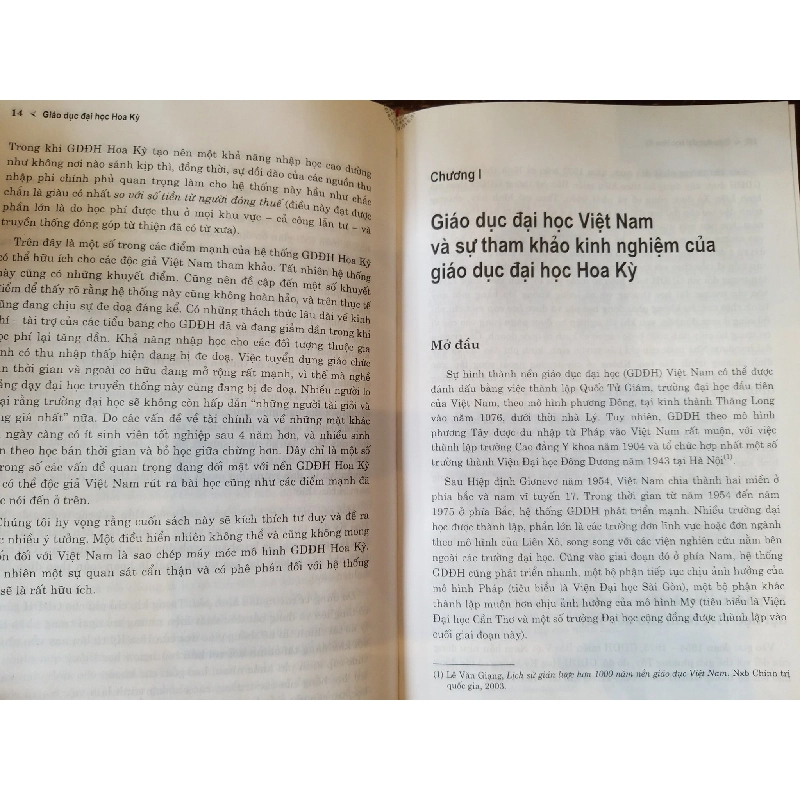 14 < Giáo dục đại học Hoa Kỳ
Trong khi GDĐH Hoa Kỳ tạo nên một khả năng nhập học cao dường
như không nơi nào sánh kịp thì, đồng thời, sự dồi dào của các nguồn thu
nhập phi chính phủ quan trọng làm cho hệ thống này hầu như chắc
chắn là giàu có nhất so với số tiền từ người đóng thuế (điều này đạt được
phần lớn là do học phí được thu ở mọi khu vực – cả công lẫn tư – và
truyền thống đóng góp từ thiện đã có từ xưa).
Trên đây là một số trong các điểm mạnh của hệ thống GDĐH Hoa Kỳ
có thể hữu ích cho các độc giả Việt Nam tham khảo. Tất nhiên hệ thống
này cũng có những khuyết điểm. Cũng nên đề cập đến một số khuyết
điểm để thấy rõ rằng hệ thống này cũng không hoàn hảo, và trên thực tế
cũng đang chịu sự đe doạ đáng kể. Có những thách thức lâu dài về kinh
phí – tài trợ của các tiểu bang cho GDĐH đã và đang giảm dần trong khi
học phí lại tăng dần. Khả năng nhập học cho các đối tượng thuộc gia
đình có thu nhập thấp hiện đang bị đe doạ. Việc tuyển dụng giáo chức
bán thời gian và ngoài cơ hữu đang mở rộng rất mạnh, vì thế mà nghề
giảng dạy đại học truyền thống này cũng đang bị đe doạ. Nhiều người lo
ngại rằng trường đại học sẽ không còn hấp dẫn “những người tài giỏi và
sáng giá nhất” nữa. Do các vấn đề về tài chính và về những mặt khác
ngày càng có ít sinh viên tốt nghiệp sau 4 năm hơn, và nhiều sinh
viên theo học bán thời gian và bỏ học giữa chừng hơn. Đây chỉ là một số
trong số các vấn đề quan trọng đang đối mặt với nền GDĐH Hoa Kỳ
có thể độc giả Việt Nam rút ra bài học cũng như các điểm mạnh đã
được nói đến ở trên.
Chúng tôi hy vọng rằng cuốn sách này sẽ kích thích tư duy và đề ra
được nhiều ý tưởng. Một điều hiển nhiên không thể và cũng không mong
muốn đối với Việt Nam là sao chép máy móc mô hình GDĐH Hoa Kỳ.
nhiên một sự quan sát cẩn thận và có phê phán đối với hệ thống
sẽ là rất hữu ích.
Chương I
Giáo dục đại học Việt Nam
và sự tham khảo kinh nghiệm của
giáo dục đại học Hoa Kỳ
Mở đầu
Sự hình thành nền giáo dục đại học (GDĐH) Việt Nam có thể được
đánh dấu bằng việc thành lập Quốc Tử Giám, trường đại học đầu tiên
của Việt Nam, theo mô hình phương Đông, tại kinh thành Thăng Long
vào năm 1076, dưới thời nhà Lý. Tuy nhiên, GDĐH theo mô hình
phương Tây được du nhập từ Pháp vào Việt Nam rất muộn, với việc
thành lập trường Cao đẳng Y khoa năm 1904 và tổ chức hợp nhất một số
trường thành Viện Đại học Đông Dương năm 1943 tại Hà Nội(1).
Sau Hiệp định Giơnevơ năm 1954, Việt Nam chia thành hai miền ở
phía bắc và nam vĩ tuyến 17. Trong thời gian từ năm 1954 đến năm
1975 ở phía Bắc, hệ thống GDĐH phát triển mạnh. Nhiều trường đại
học được thành lập, phần lớn là các trường đơn lĩnh vực hoặc đơn ngành
theo mô hình của Liên Xô, song song với các viện nghiên cứu nằm bên
ngoài các trường đại học. Cũng vào giai đoạn đó ở phía Nam, hệ thống
GDĐH cũng phát triển nhanh, một bộ phận tiếp tục chịu ảnh hưởng của
mô hình Pháp (tiêu biểu là Viện Đại học Sài Gòn), một bộ phận khác
thành lập muộn hơn chịu ảnh hưởng của mô hình Mỹ (tiêu biểu là Viện
Đại học Cần Thơ và một số trường Đại học cộng đồng được thành lập vào
cuối giai đoạn này).
(1) Lê Văn Giạng, Lịch sử giản lược hơn 1000 năm nền giáo dục Việt Nam. Nxb Chính trị
quốc gia, 2003.